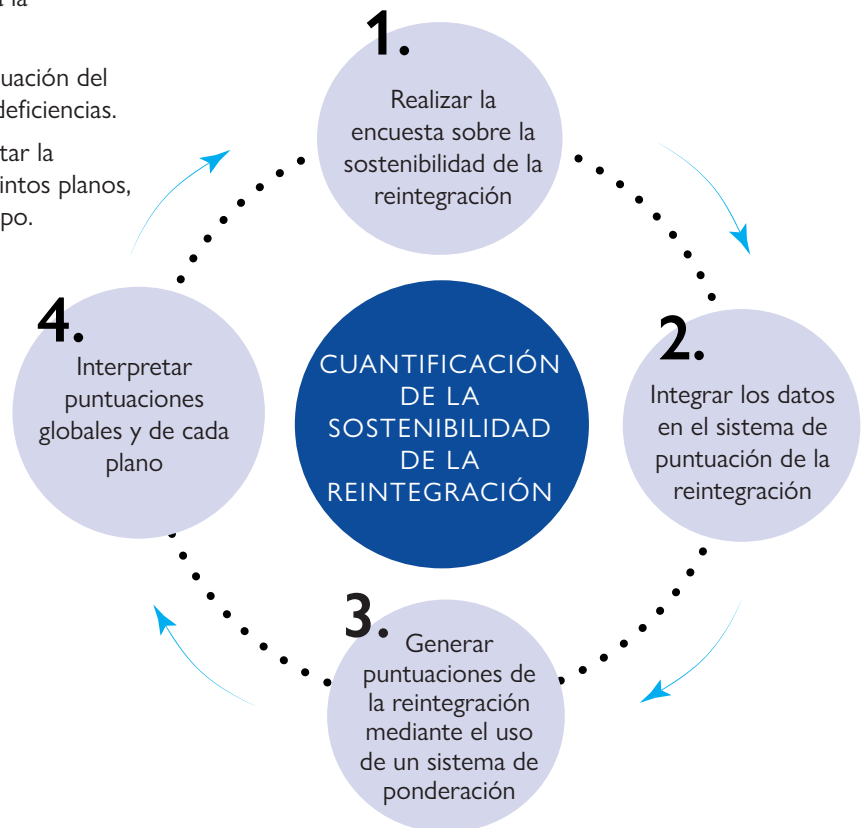 a la
uación del
deficiencias.
tar la
intos planos,
po.
1.
Realizar la
encuesta sobre la
sostenibilidad de la
reintegración
2.
Integrar los datos
en el sistema de
puntuación de la
reintegración
3.
Generar
puntuaciones de
la reintegración
mediante el uso
de un sistema de
ponderación
4.
Interpretar
puntuaciones
globales y de cada
plano
CUANTIFICACIÓN
DE LA
SOSTENIBILIDAD
DE LA
REINTEGRACIÓN